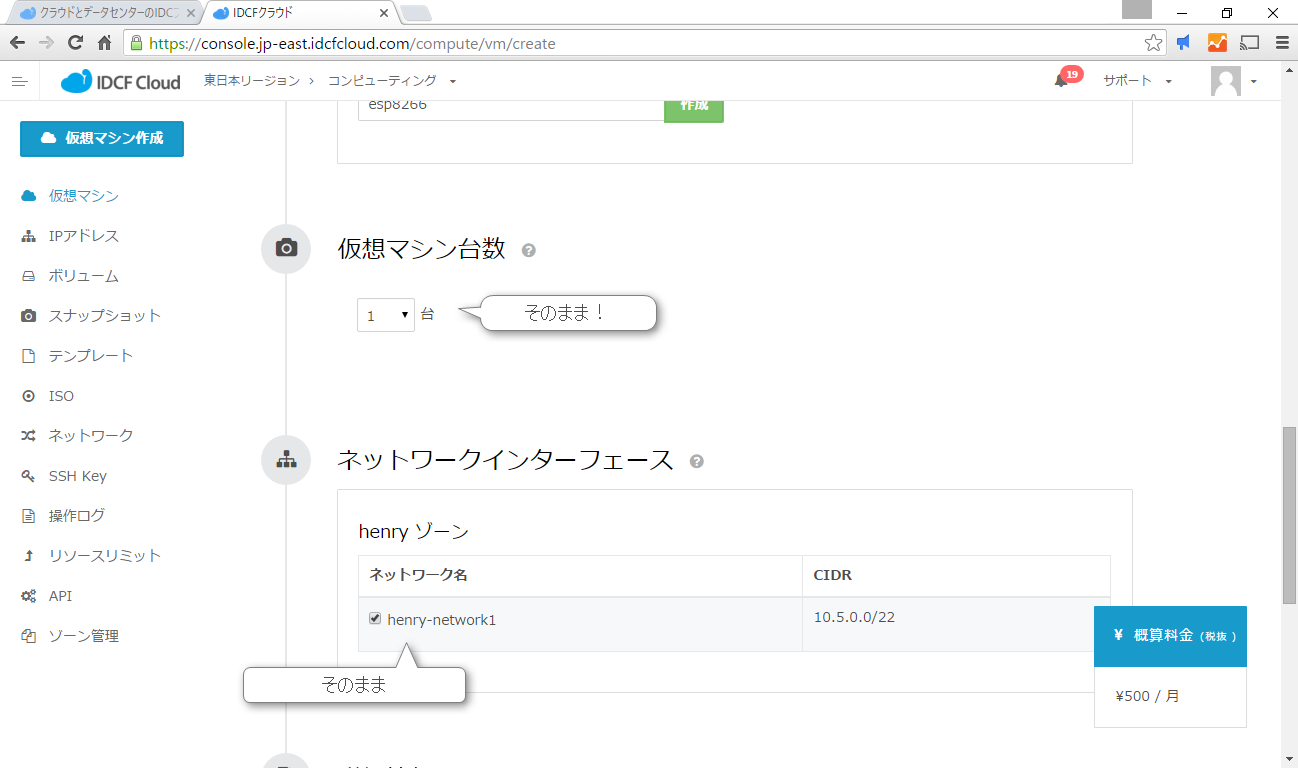 クラウドとデータセンターのIDCフ
IDCFクラウド
https://console.jp-east.idcfcloud.com/compute/vm/create
IDCF Cloud
東日本リージョン
コンピューティング
19
サポート
仮想マシン作成
仮想マシン
IPアドレス
ボリューム
スナップショット
テンプレート
ISO
ネットワーク
SSH Key
操作ログ
リソースリミット
API
ゾーン管理
esp8266
作成
仮想マシン台数
1
台
そのまま！
ネットワークインターフェース
henry ゾーン
ネットワーク名
CIDR
henry-network1
10.5.0.0/22
そのまま
¥ 概算料金 (税抜 )
¥500 / 月